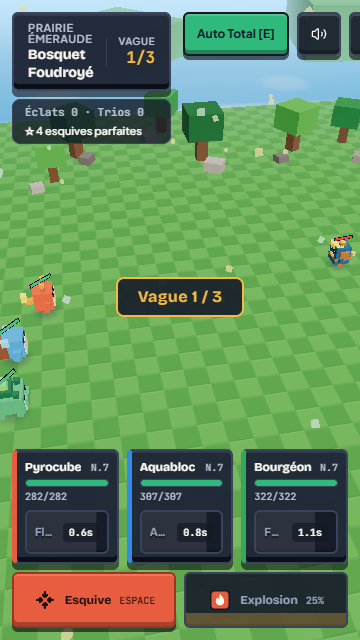 PRAIRIE
ÉMERAUDE
Bosquet
Foudroyé
VAGUE
1/3
Auto Total [E]
Éclats 0 · Trios 0
★ 4 esquives parfaites
Vague 1 / 3
Pyrocube N.7
282/282
Fl… 0.6s
Aquabloc N.7
307/307
A… 0.8s
Bourgéon N.7
322/322
F… 1.1s
Esquive ESPACE
Explosion 25%